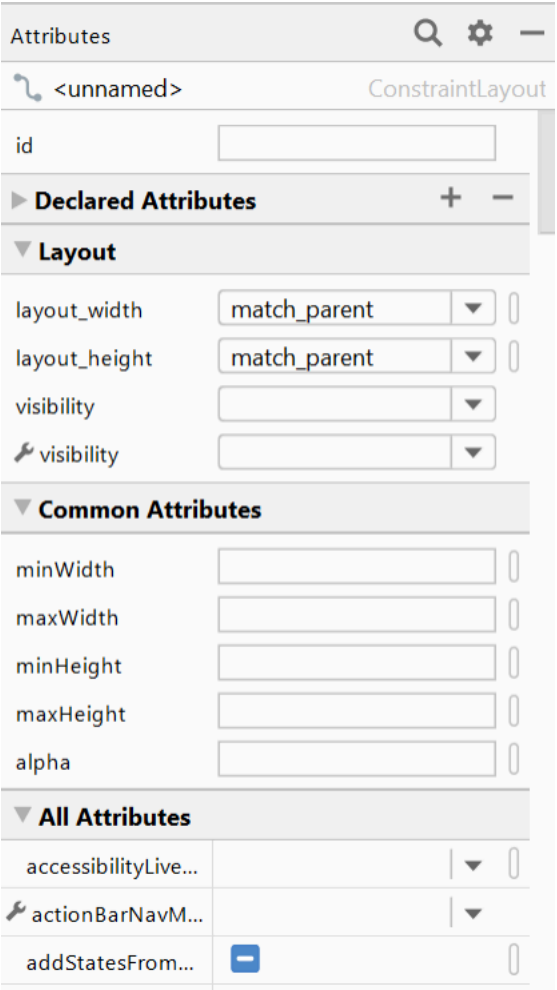 Attributes
<unnamed> ConstraintLayout
id
Declared Attributes
Layout
layout_width match_parent
layout_height match_parent
visibility
visibility
Common Attributes
minWidth
maxWidth
minHeight
maxHeight
alpha
All Attributes
accessibilityLive...
actionBarNavM...
addStatesFrom...